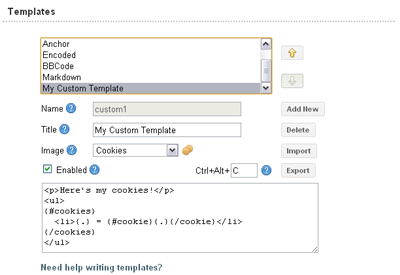 Templates
Anchor
Encoded
BBCode
Markdown
My Custom Template
Name ? custom1 Add New
Title ? My Custom Template Delete
Image ? Cookies Import
Enabled ? Ctrl+Alt+ C ? Export
<p>Here's my cookies!</p>
<ul>
{#cookies}
<li>{.} = {#cookie}{.}{/cookie}</li>
{/cookies}
</ul>
Need help writing templates?